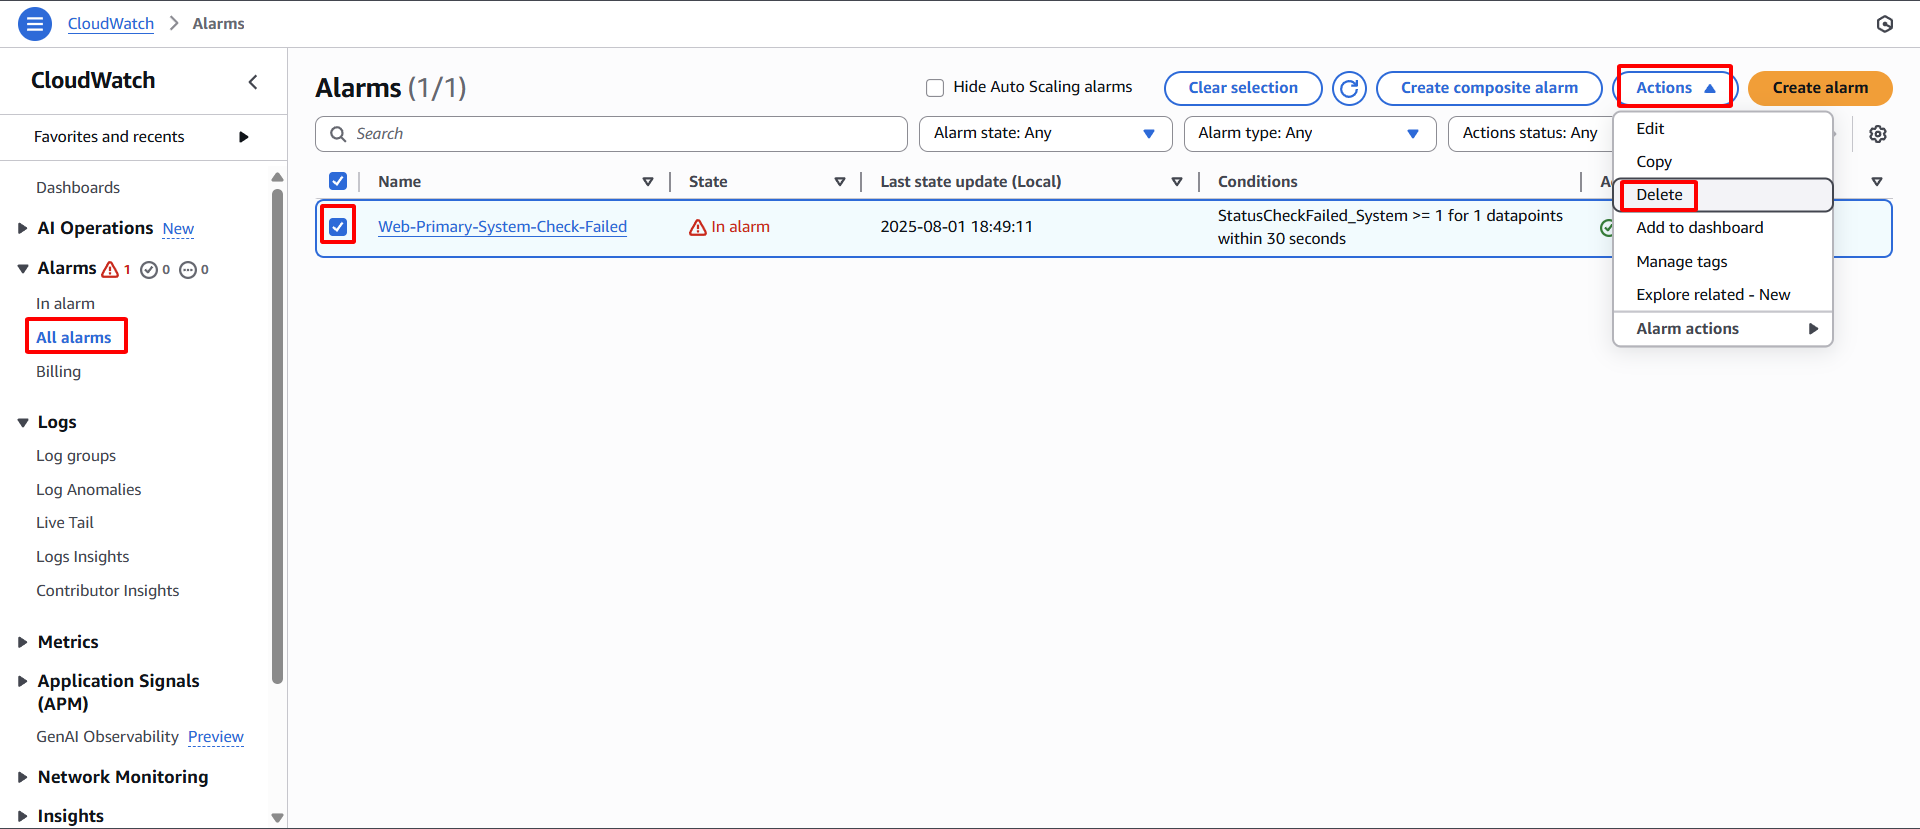 CloudWatch > Alarms
CloudWatch
Favorites and recents
Dashboards
AI Operations New
Alarms 1 0 0
In alarm
All alarms
Billing
Logs
Log groups
Log Anomalies
Live Tail
Logs Insights
Contributor Insights
Metrics
Application Signals
(APM)
GenAI Observability Preview
Network Monitoring
Insights
Alarms (1/1)
Hide Auto Scaling alarms
Clear selection
Create composite alarm
Actions
Create alarm
Search
Alarm state: Any
Alarm type: Any
Actions status: Any
Name State Last state update (Local) Conditions
Web-Primary-System-Check-Failed In alarm 2025-08-01 18:49:11 StatusCheckFailed_System >= 1 for 1 datapoints
within 30 seconds
Edit
Copy
Delete
Add to dashboard
Manage tags
Explore related - New
Alarm actions